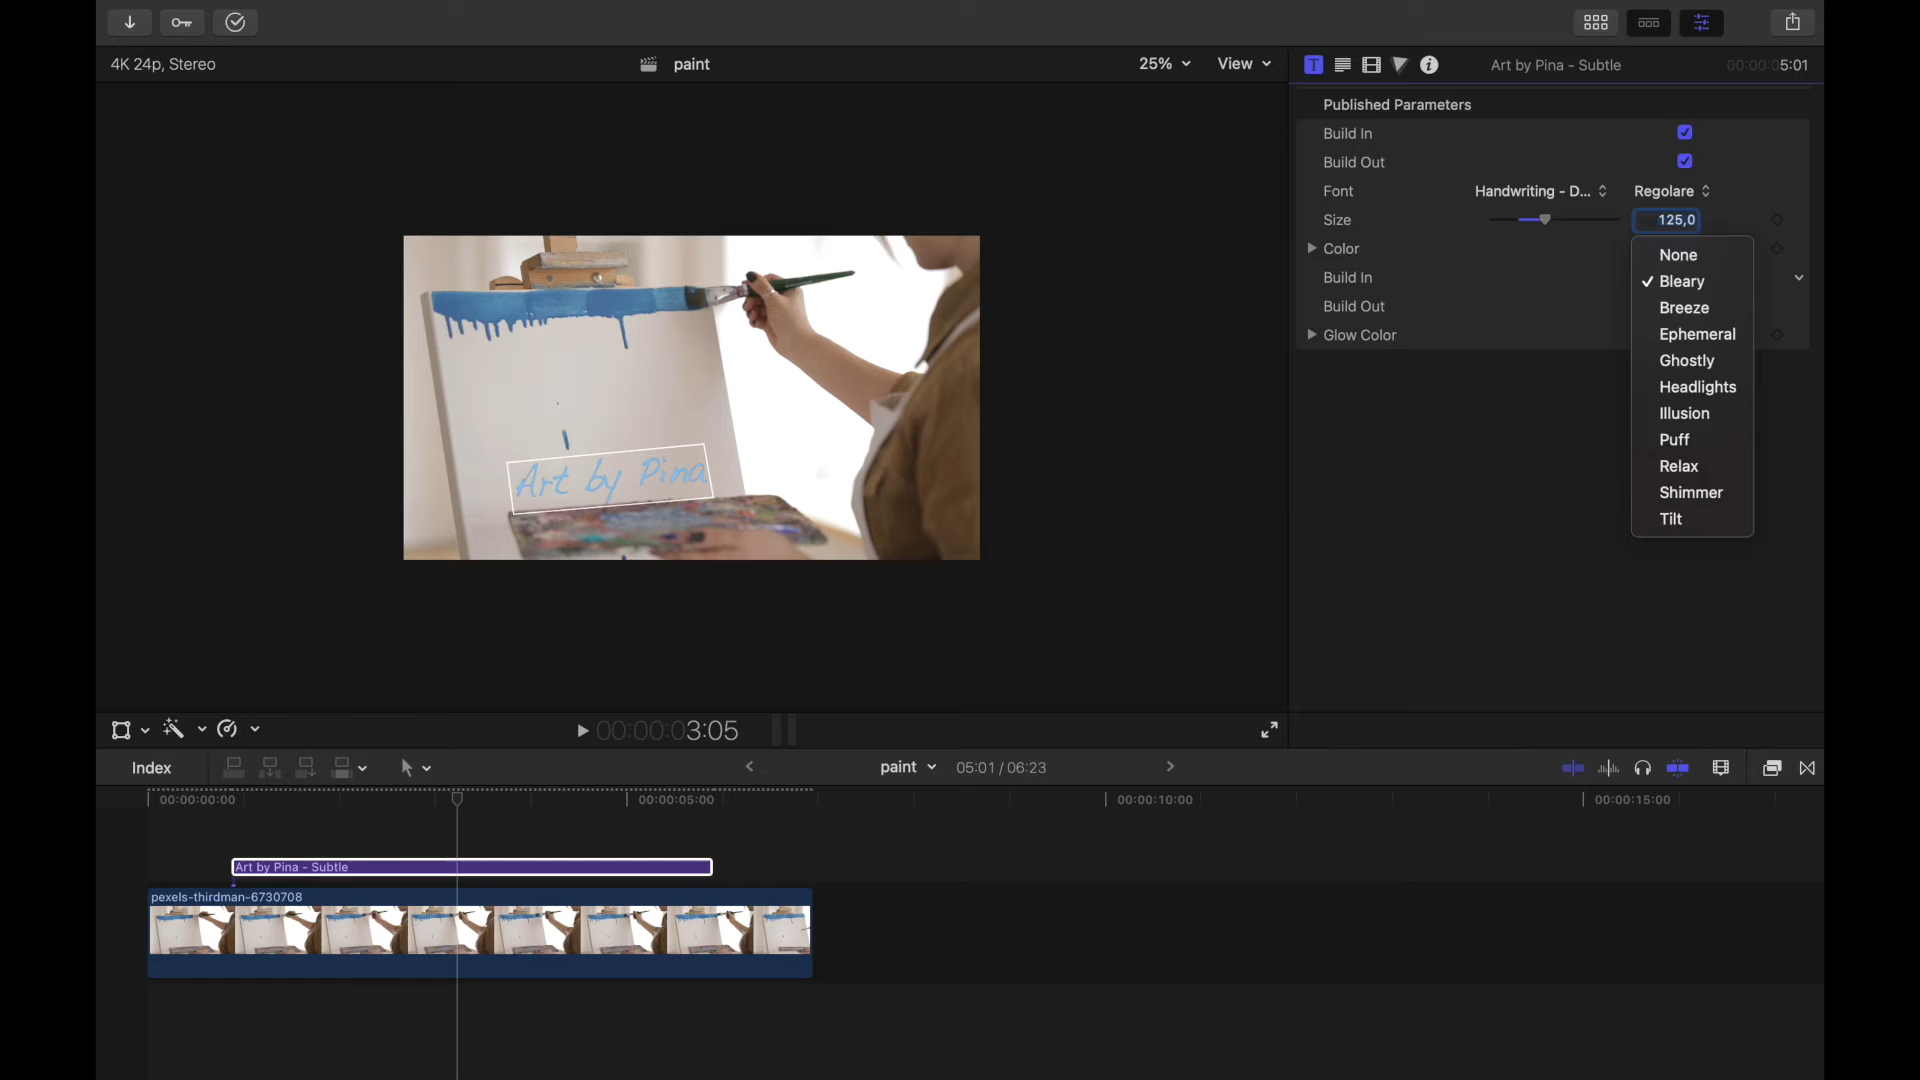 4K 24p, Stereo
paint
25%
View
Art by Pina - Subtle
00:00:05:01
Published Parameters
Build In
Build Out
Font
Handwriting - D...
Regolare
Size
125,0
Color
Build In
Build Out
Glow Color
None
✓ Bleary
Breeze
Ephemeral
Ghostly
Headlights
Illusion
Puff
Relax
Shimmer
Tilt
Art by Pina
00:00:03:05
Index
paint
05:01 / 06:23
00:00:00:00
00:00:05:00
00:00:10:00
00:00:15:00
Art by Pina - Subtle
pexels-thirdman-6730708